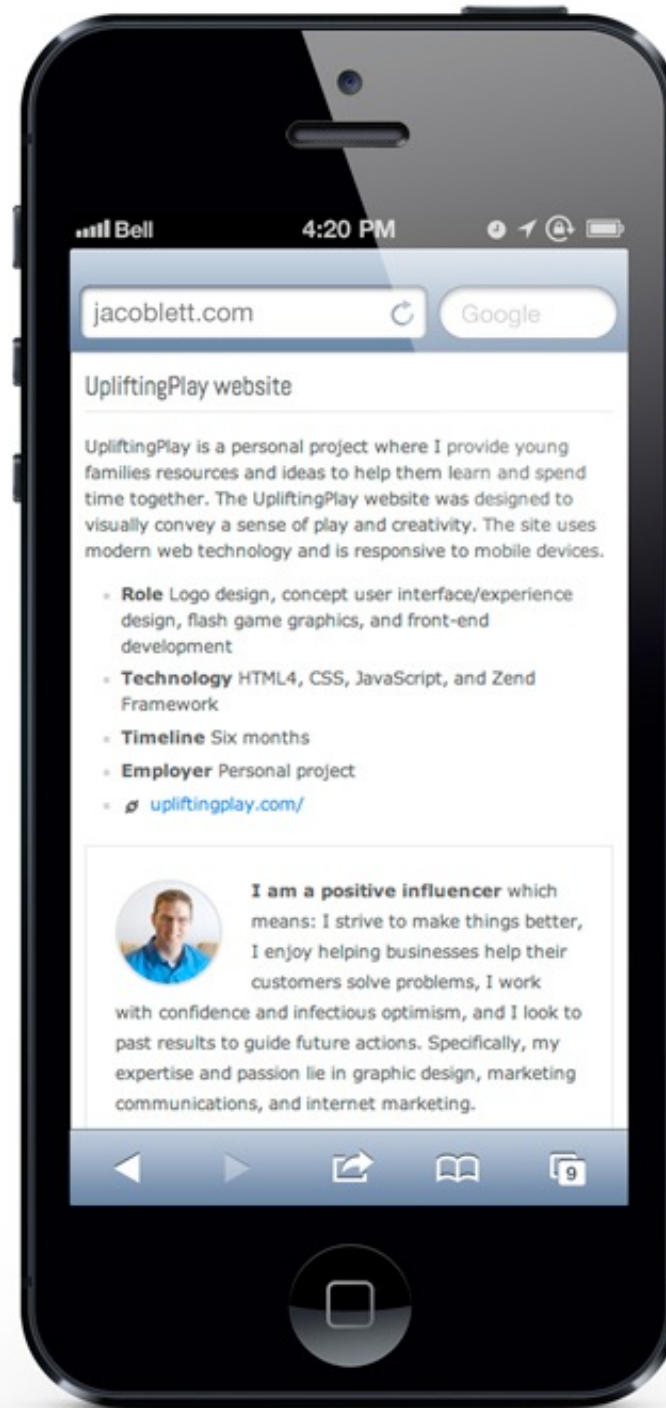 Bell 4:20 PM
jacoblett.com Google
UpliftingPlay website
UpliftingPlay is a personal project where I provide young
families resources and ideas to help them learn and spend
time together. The UpliftingPlay website was designed to
visually convey a sense of play and creativity. The site uses
modern web technology and is responsive to mobile devices.
Role Logo design, concept user interface/experience
design, flash game graphics, and front-end
development
Technology HTML4, CSS, JavaScript, and Zend
Framework
Timeline Six months
Employer Personal project
upliftingplay.com/
I am a positive influencer which
means: I strive to make things better,
I enjoy helping businesses help their
customers solve problems, I work
with confidence and infectious optimism, and I look to
past results to guide future actions. Specifically, my
expertise and passion lie in graphic design, marketing
communications, and internet marketing.
9